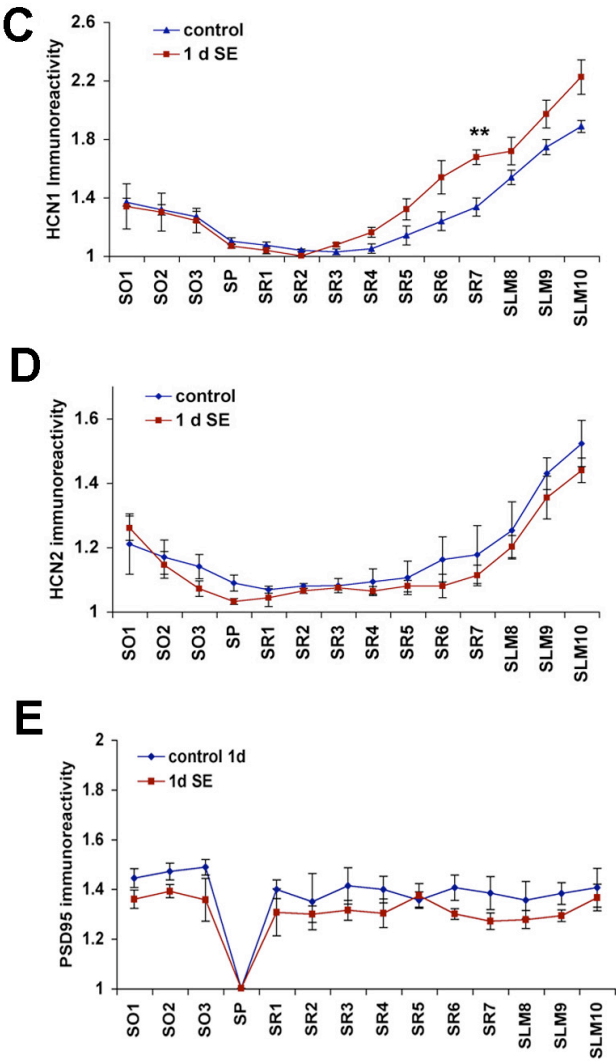 C
HCN1 Immunoreactivity
2.6
2.2
1.8
1.4
1
control
1 d SE
**
SO1 SO2 SO3 SP SR1 SR2 SR3 SR4 SR5 SR6 SR7 SLM8 SLM9 SLM10
D
HCN2 immunoreactivity
1.6
1.4
1.2
1
control
1 d SE
SO1 SO2 SO3 SP SR1 SR2 SR3 SR4 SR5 SR6 SR7 SLM8 SLM9 SLM10
E
PSD95 immunoreactivity
2
1.8
1.6
1.4
1.2
1
control 1d
1d SE
SO1 SO2 SO3 SP SR1 SR2 SR3 SR4 SR5 SR6 SR7 SLM8 SLM9 SLM10